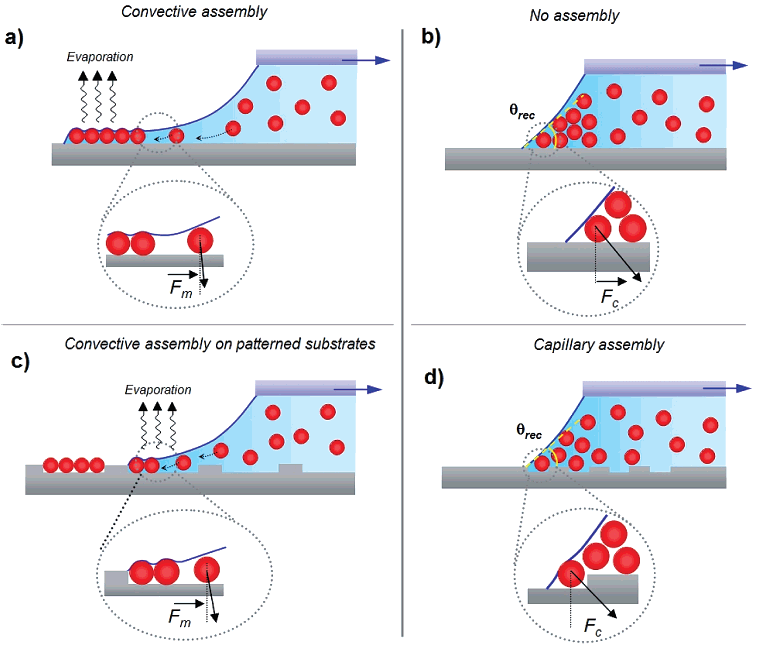 Convective assembly
a)
Evaporation
Fm
No assembly
b)
θrec
Fc
Convective assembly on patterned substrates
c)
Evaporation
Fm
Capillary assembly
d)
θrec
Fc